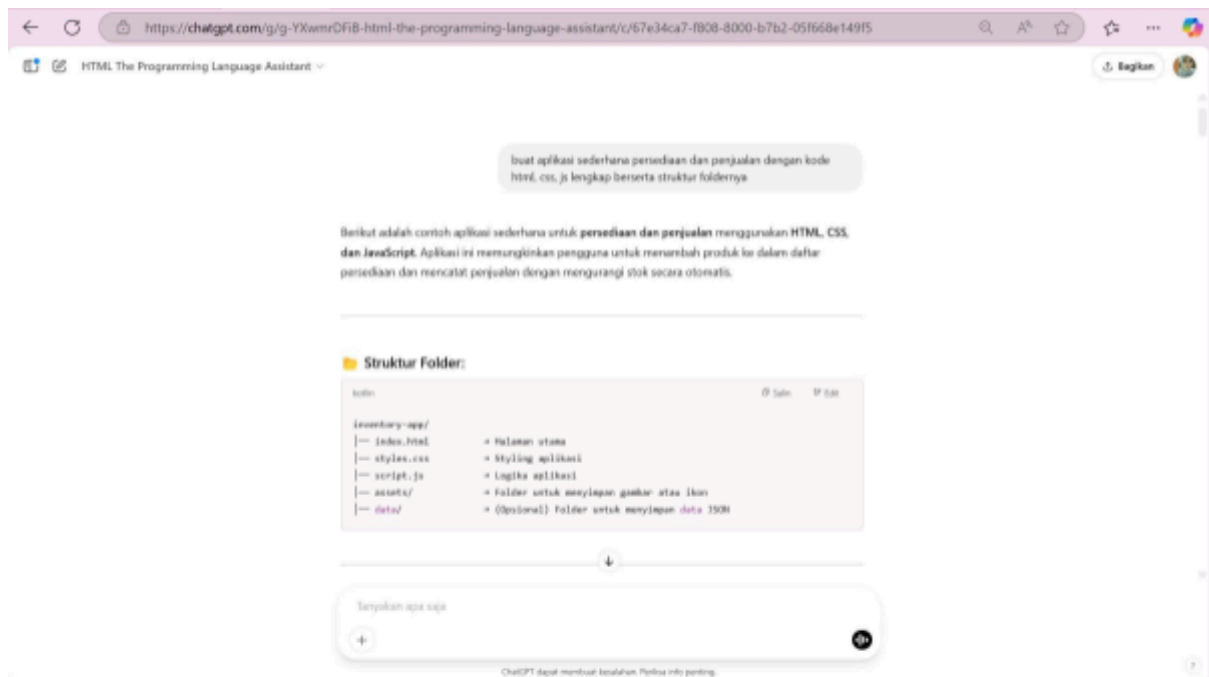 https://chatgpt.com/g/g-YXwmrDFiB-html-the-programming-language-assistant/c/67e34ca7-f808-8000-b7b2-05f668e149f5
HTML The Programming Language Assistant
Bagikan
buat aplikasi sederhana persediaan dan penjualan dengan kode
html, css, js lengkap berserta struktur foldernya
Berikut adalah contoh aplikasi sederhana untuk persediaan dan penjualan menggunakan HTML, CSS,
dan JavaScript. Aplikasi ini memungkinkan pengguna untuk menambah produk ke dalam daftar
persediaan dan mencatat penjualan dengan mengurangi stok secara otomatis.
Struktur Folder:
kotlin
Salin
Edit
inventory-app/
|── index.html → Halaman utama
|── styles.css → Styling aplikasi
|── script.js → Logika aplikasi
|── assets/ → Folder untuk menyimpan gambar atau ikon
|── data/ → (Opsional) Folder untuk menyimpan data JSON
Tanyakan apa saja
ChatGPT dapat membuat kesalahan. Periksa info penting.
?